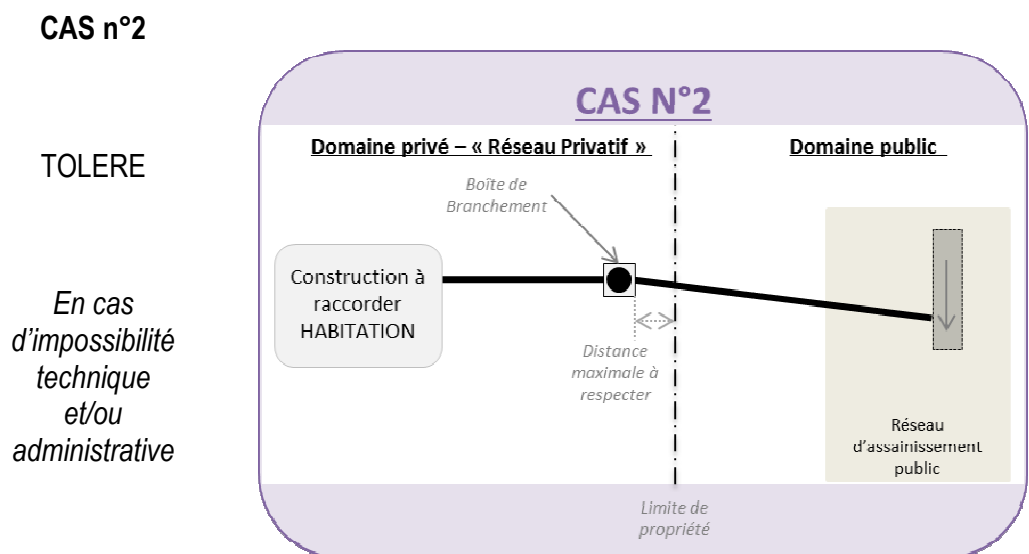 CAS n°2
TOLERE
En cas
d'impossibilité
technique
et/ou
administrative
CAS N°2
Domaine privé – « Réseau Privatif »
Domaine public
Boîte de
Branchement
Construction à
raccorder
HABITATION
Distance
maximale à
respecter
Réseau
d'assainissement
public
Limite de
propriété